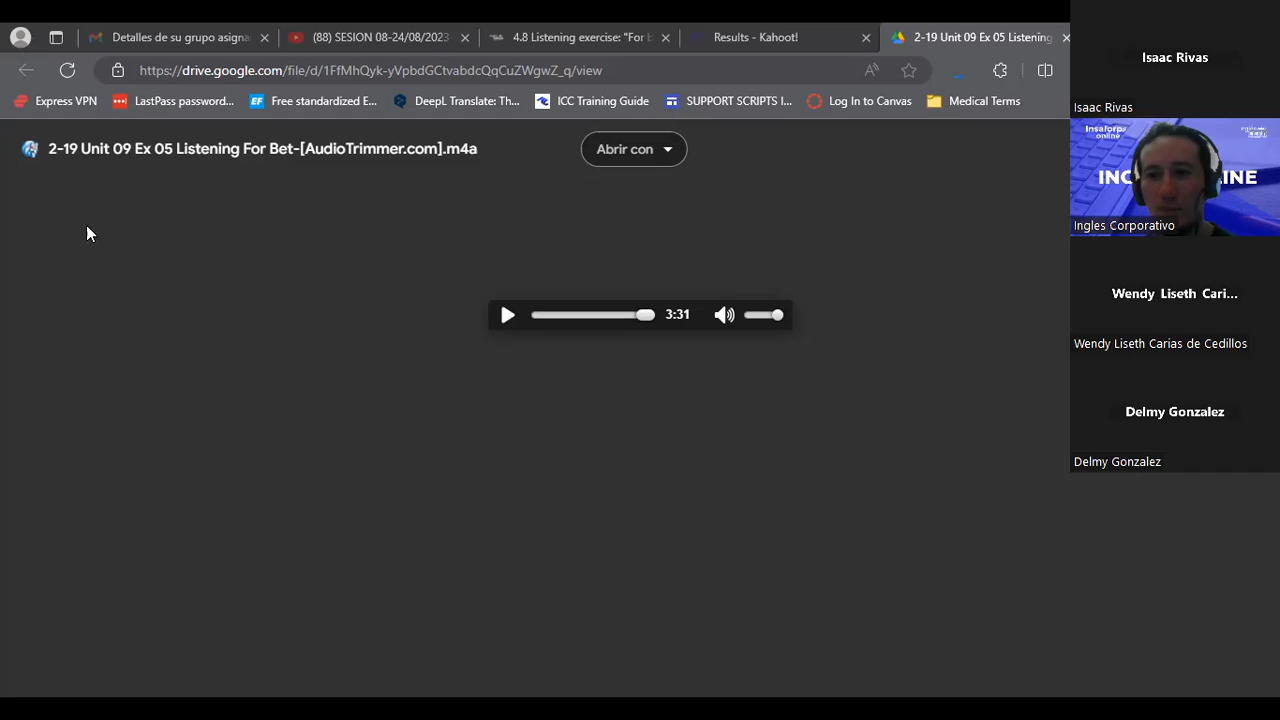 Detalles de su grupo asigna
(88) SESION 08-24/08/2023
4.8 Listening exercise: "For b
Results - Kahoot!
2-19 Unit 09 Ex 05 Listening
https://drive.google.com/file/d/1FfMhQyk-yVpbdGCtvabdcQqCuZWgwZ_q/view
Express VPN
LastPass password...
Free standardized E...
DeepL Translate: Th...
ICC Training Guide
SUPPORT SCRIPTS I...
Log In to Canvas
Medical Terms
2-19 Unit 09 Ex 05 Listening For Bet-[AudioTrimmer.com].m4a
Abrir con
3:31
Isaac Rivas
Isaac Rivas
Insaforp
online
INC
LINE
Ingles Corporativo
Wendy Liseth Cari...
Wendy Liseth Carias de Cedillos
Delmy Gonzalez
Delmy Gonzalez